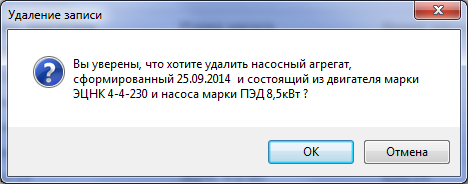 Удаление записи
Вы уверены, что хотите удалить насосный агрегат,
сформированный 25.09.2014  и состоящий из двигателя марки
ЭЦНК 4-4-230 и насоса марки ПЭД 8,5кВт ?
OK
Отмена